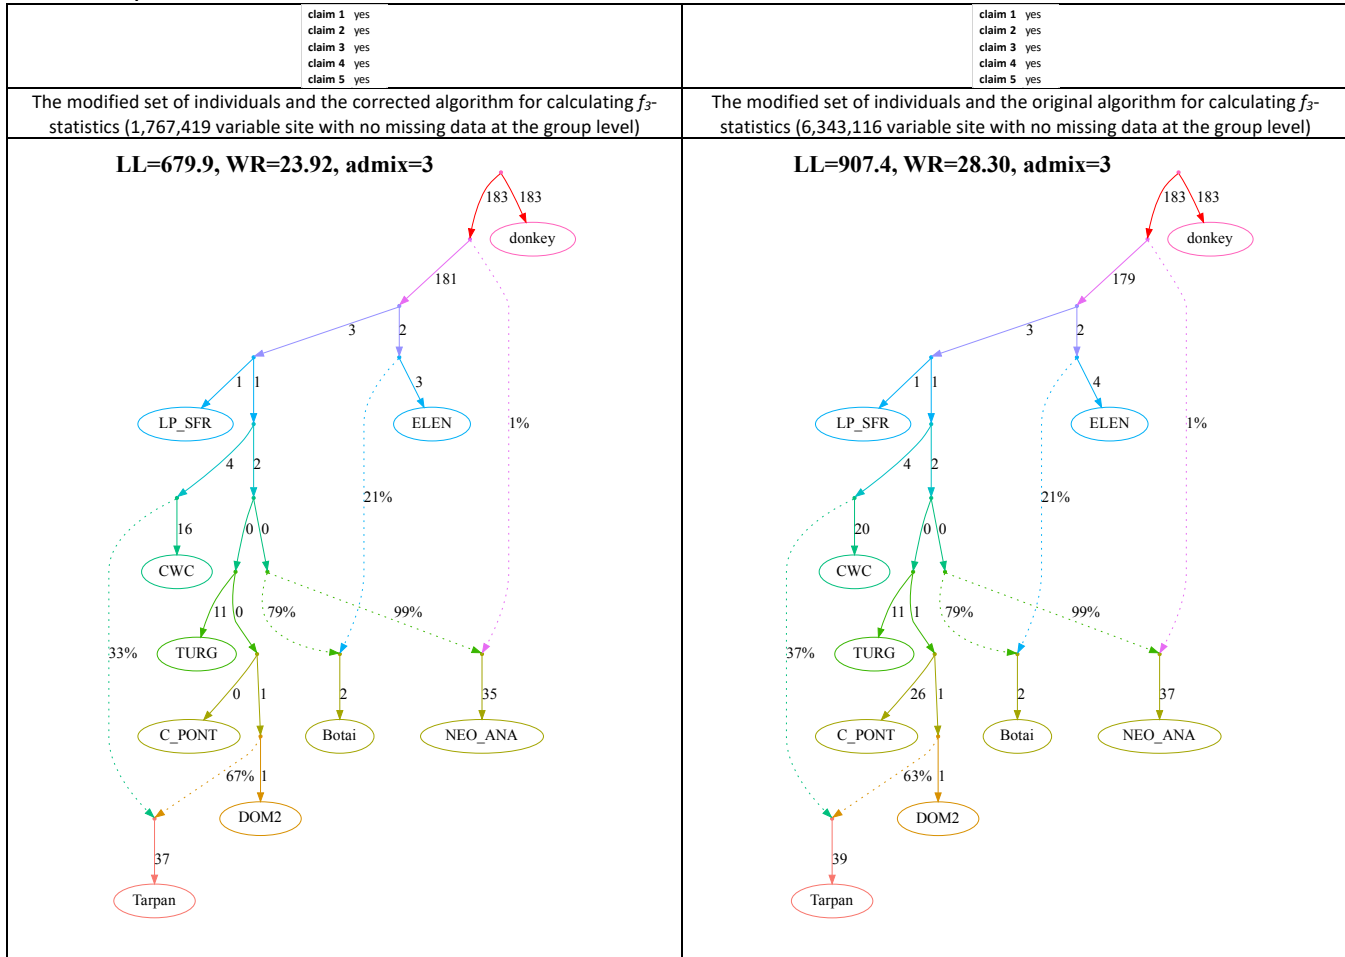 claim 1 yes
claim 2 yes
claim 3 yes
claim 4 yes
claim 5 yes
The modified set of individuals and the corrected algorithm for calculating f3-
statistics (1,767,419 variable site with no missing data at the group level)
LL=679.9, WR=23.92, admix=3
183 183
donkey
181
3 2
1 1 3
LP_SFR ELEN 1%
4 2
21%
16 0 0
CWC
11 0 79% 99%
33% TURG
0 1 2 35
C_PONT Botai NEO_ANA
67% 1
DOM2
37
Tarpan
claim 1 yes
claim 2 yes
claim 3 yes
claim 4 yes
claim 5 yes
The modified set of individuals and the original algorithm for calculating f3-
statistics (6,343,116 variable site with no missing data at the group level)
LL=907.4, WR=28.30, admix=3
183 183
donkey
179
3 2
1 1 4
LP_SFR ELEN 1%
4 2
21%
20 0 0
CWC
11 1 79% 99%
37% TURG
26 1 2 37
C_PONT Botai NEO_ANA
63% 1
DOM2
39
Tarpan